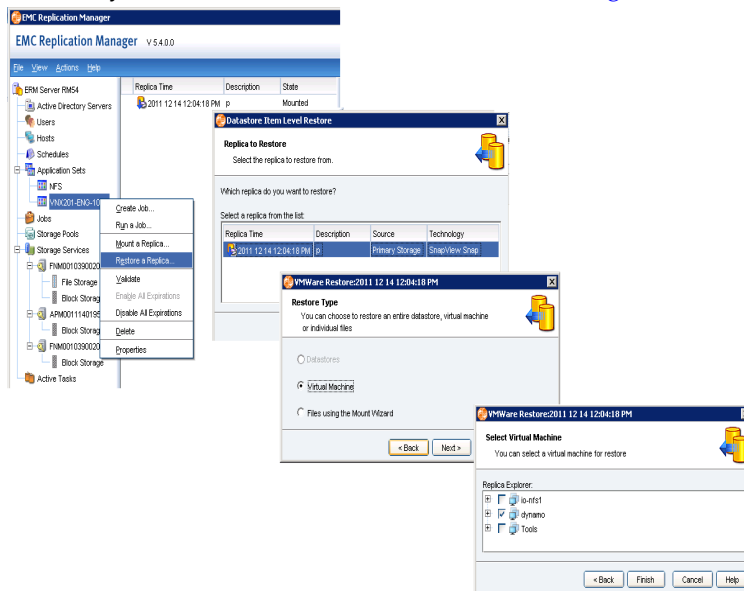 EMC Replication Manager
EMC Replication Manager V 5.4.0.0
File View Actions Help
ERM Server RM54
Active Directory Servers
Users
Hosts
Schedules
Application Sets
NFS
VNX201-ENG-10
Jobs
Storage Pools
Storage Services
FNM0010390020
File Storage
Block Storag
APM0011140195
Block Storag
FNM0010390020
Block Storage
Active Tasks
Replica Time Description State
2011 12 14 12:04:18 PM p Mounted
Create Job...
Run a Job...
Mount a Replica...
Restore a Replica...
Validate
Enable All Expirations
Disable All Expirations
Delete
Properties
Datastore Item Level Restore
Replica to Restore
Select the replica to restore from.
Which replica do you want to restore?
Select a replica from the list:
Replica Time Description Source Technology
2011 12 14 12:04:18 PM p Primary Storage SnapView Snap
VMWare Restore:2011 12 14 12:04:18 PM
Restore Type
You can choose to restore an entire datastore, virtual machine
or individual files
Datastores
Virtual Machine
Files using the Mount Wizard
< Back Next >
VMWare Restore:2011 12 14 12:04:18 PM
Select Virtual Machine
You can select a virtual machine for restore
Replica Explorer:
io-nfs1
dynamo
Tools
< Back Finish Cancel Help